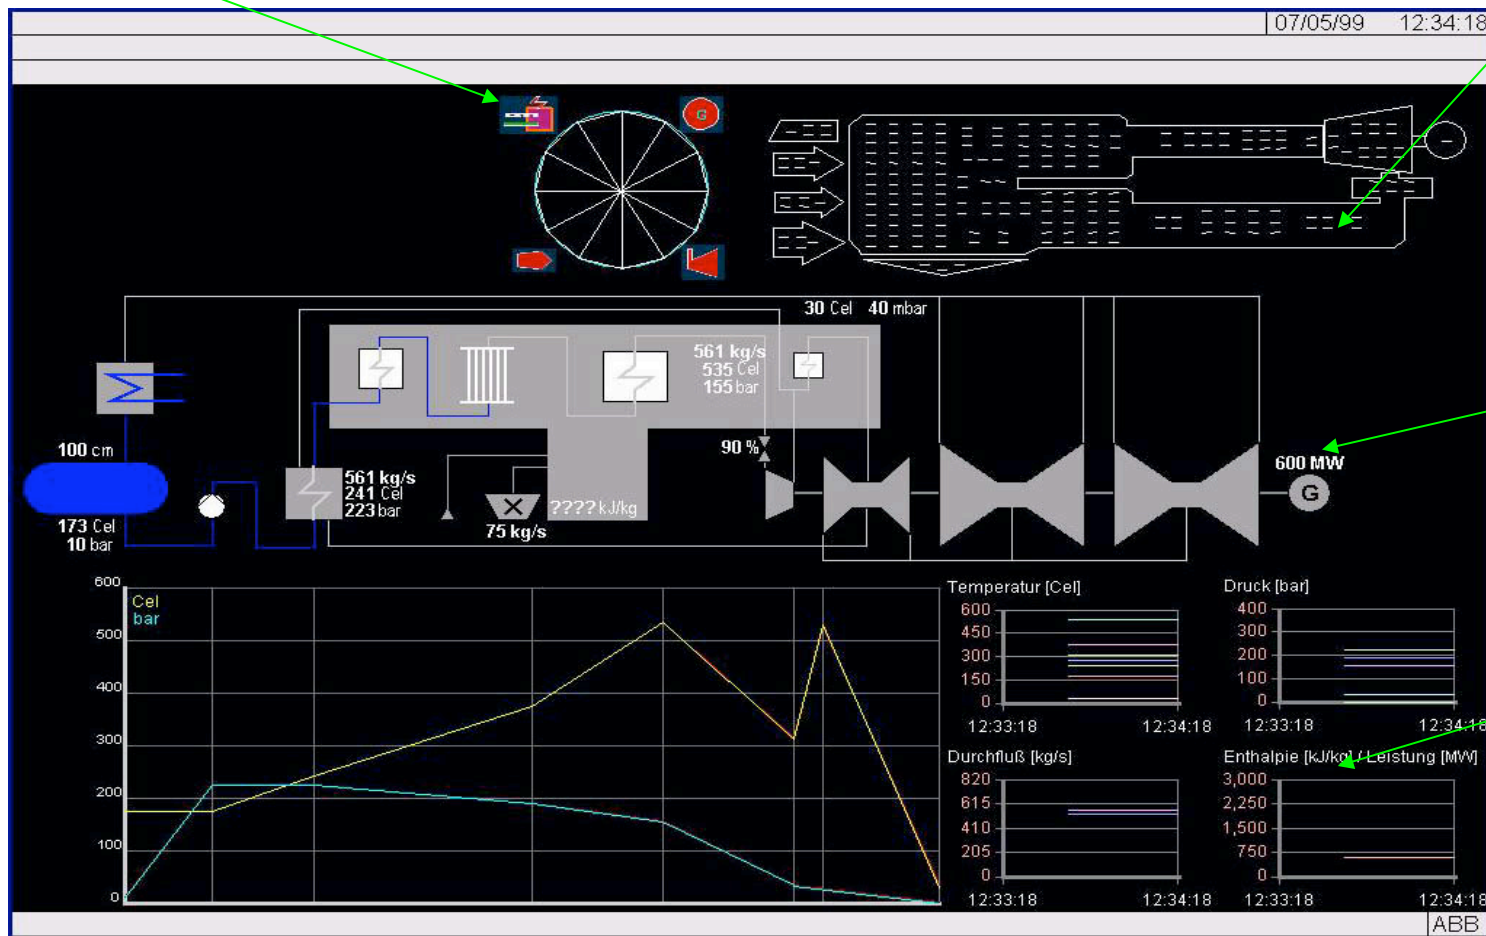 07/05/99 12:34:18
G
30 Cel 40 mbar
561 kg/s
535 Cel
155 bar
100 cm
90 %
600 MW
G
561 kg/s
241 Cel
223 bar
???? kJ/kg
75 kg/s
173 Cel
10 bar
600
500
400
300
200
100
0
Cel
bar
Temperatur [Cel]
600
450
300
150
0
12:33:18 12:34:18
Druck [bar]
400
300
200
100
0
12:33:18 12:34:18
Durchfluß [kg/s]
820
615
410
205
0
12:33:18 12:34:18
Enthalpie [kJ/kg] / Leistung [MW]
3,000
2,250
1,500
750
0
12:33:18 12:34:18
ABB